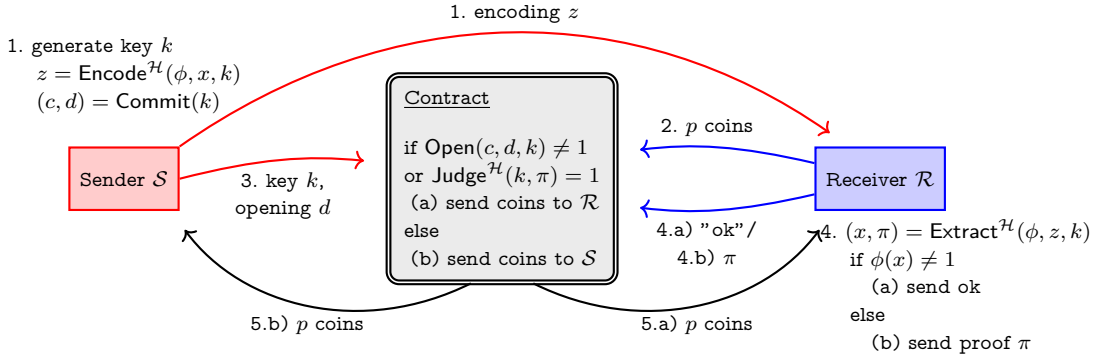 1. encoding z
1. generate key k
z = Encode^ℋ(ϕ, x, k)
(c, d) = Commit(k)
Sender 𝒮
3. key k,
opening d
Contract
if Open(c, d, k) ≠ 1
or Judge^ℋ(k, π) = 1
(a) send coins to ℛ
else
(b) send coins to 𝒮
2. p coins
Receiver ℛ
4.a) "ok"/
4.b) π
4. (x, π) = Extract^ℋ(ϕ, z, k)
if ϕ(x) ≠ 1
(a) send ok
else
(b) send proof π
5.b) p coins
5.a) p coins